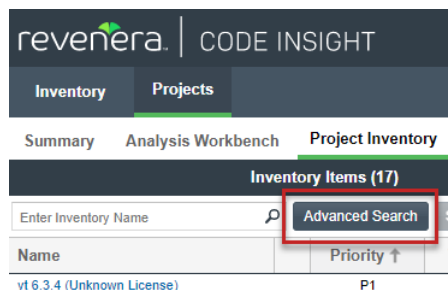 revenera. | CODE INSIGHT
Inventory Projects
Summary Analysis Workbench Project Inventory
Inventory Items (17)
Enter Inventory Name Advanced Search
Name Priority ↑
vt 6.3.4 (Unknown License) P1